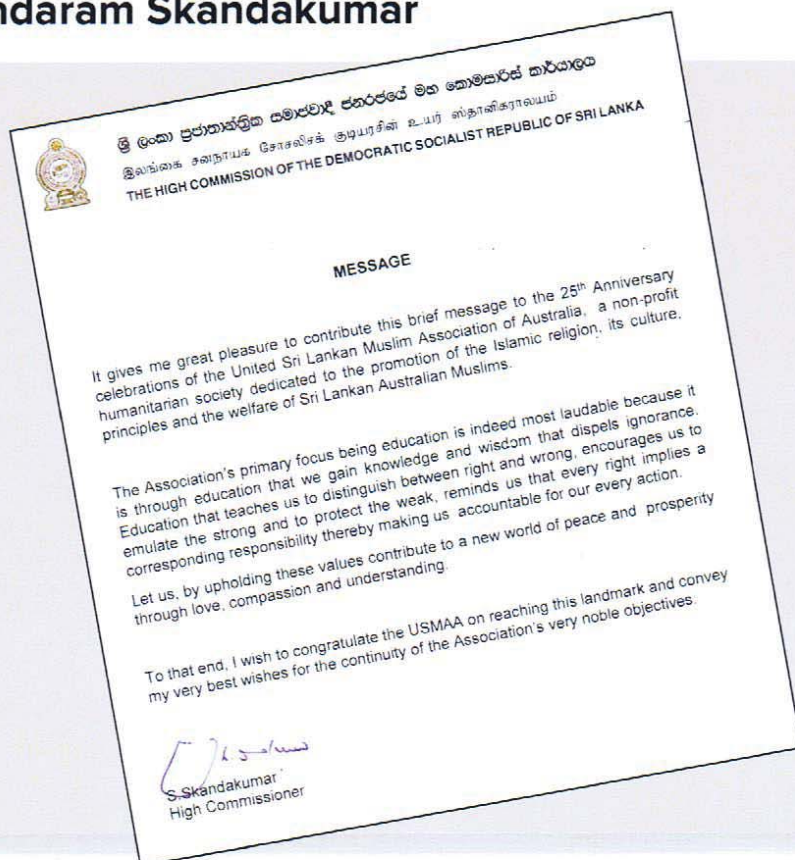 ndaram Skandakumar
ශ්‍රී ලංකා ප්‍රජාතාන්ත්‍රික සමාජවාදී ජනරජයේ මහ කොමසාරිස් කාර්යාලය
இலங்கை சனநாயக சோசலிசக் குடியரசின் உயர் ஸ்தானிகராலயம்
THE HIGH COMMISSION OF THE DEMOCRATIC SOCIALIST REPUBLIC OF SRI LANKA
MESSAGE
It gives me great pleasure to contribute this brief message to the 25th Anniversary
celebrations of the United Sri Lankan Muslim Association of Australia, a non-profit
humanitarian society dedicated to the promotion of the Islamic religion, its culture,
principles and the welfare of Sri Lankan Australian Muslims.
The Association's primary focus being education is indeed most laudable because it
is through education that we gain knowledge and wisdom that dispels ignorance.
Education that teaches us to distinguish between right and wrong, encourages us to
emulate the strong and to protect the weak, reminds us that every right implies a
corresponding responsibility thereby making us accountable for our every action.
Let us, by upholding these values contribute to a new world of peace and prosperity
through love, compassion and understanding.
To that end, I wish to congratulate the USMAA on reaching this landmark and convey
my very best wishes for the continuity of the Association's very noble objectives.
S.Skandakumar
High Commissioner